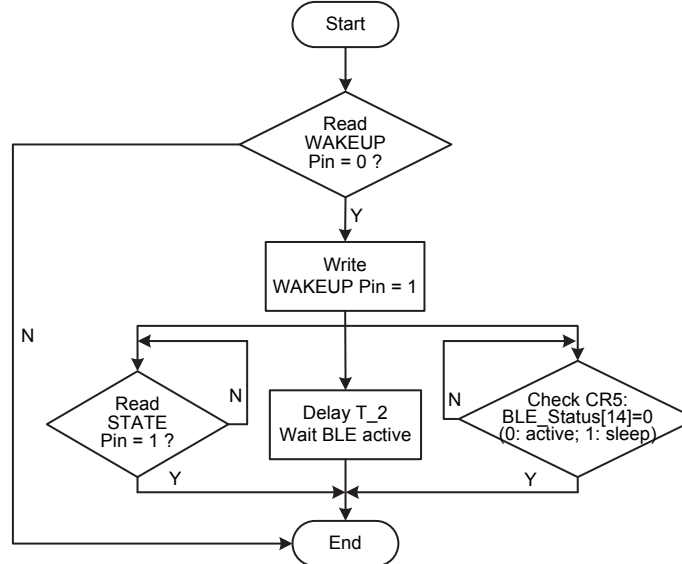 Start
Read
WAKEUP
Pin = 0 ?
Y
Write
WAKEUP Pin = 1
N
Read
STATE
Pin = 1 ?
N
Delay T_2
Wait BLE active
N
Check CR5:
BLE_Status[14]=0
(0: active; 1: sleep)
Y
Y
End